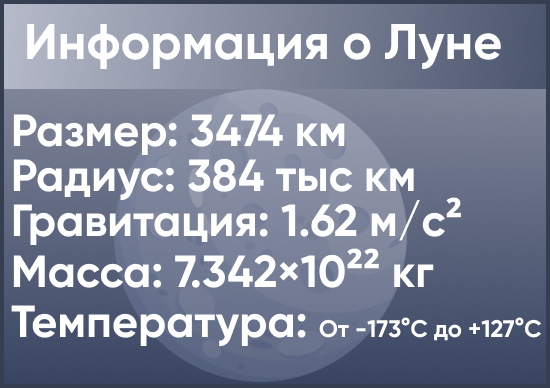 Информация о Луне
Размер: 3474 км
Радиус: 384 тыс км
Гравитация: 1.62 м/с²
Масса: 7.342×10²² кг
Температура: От -173°C до +127°C